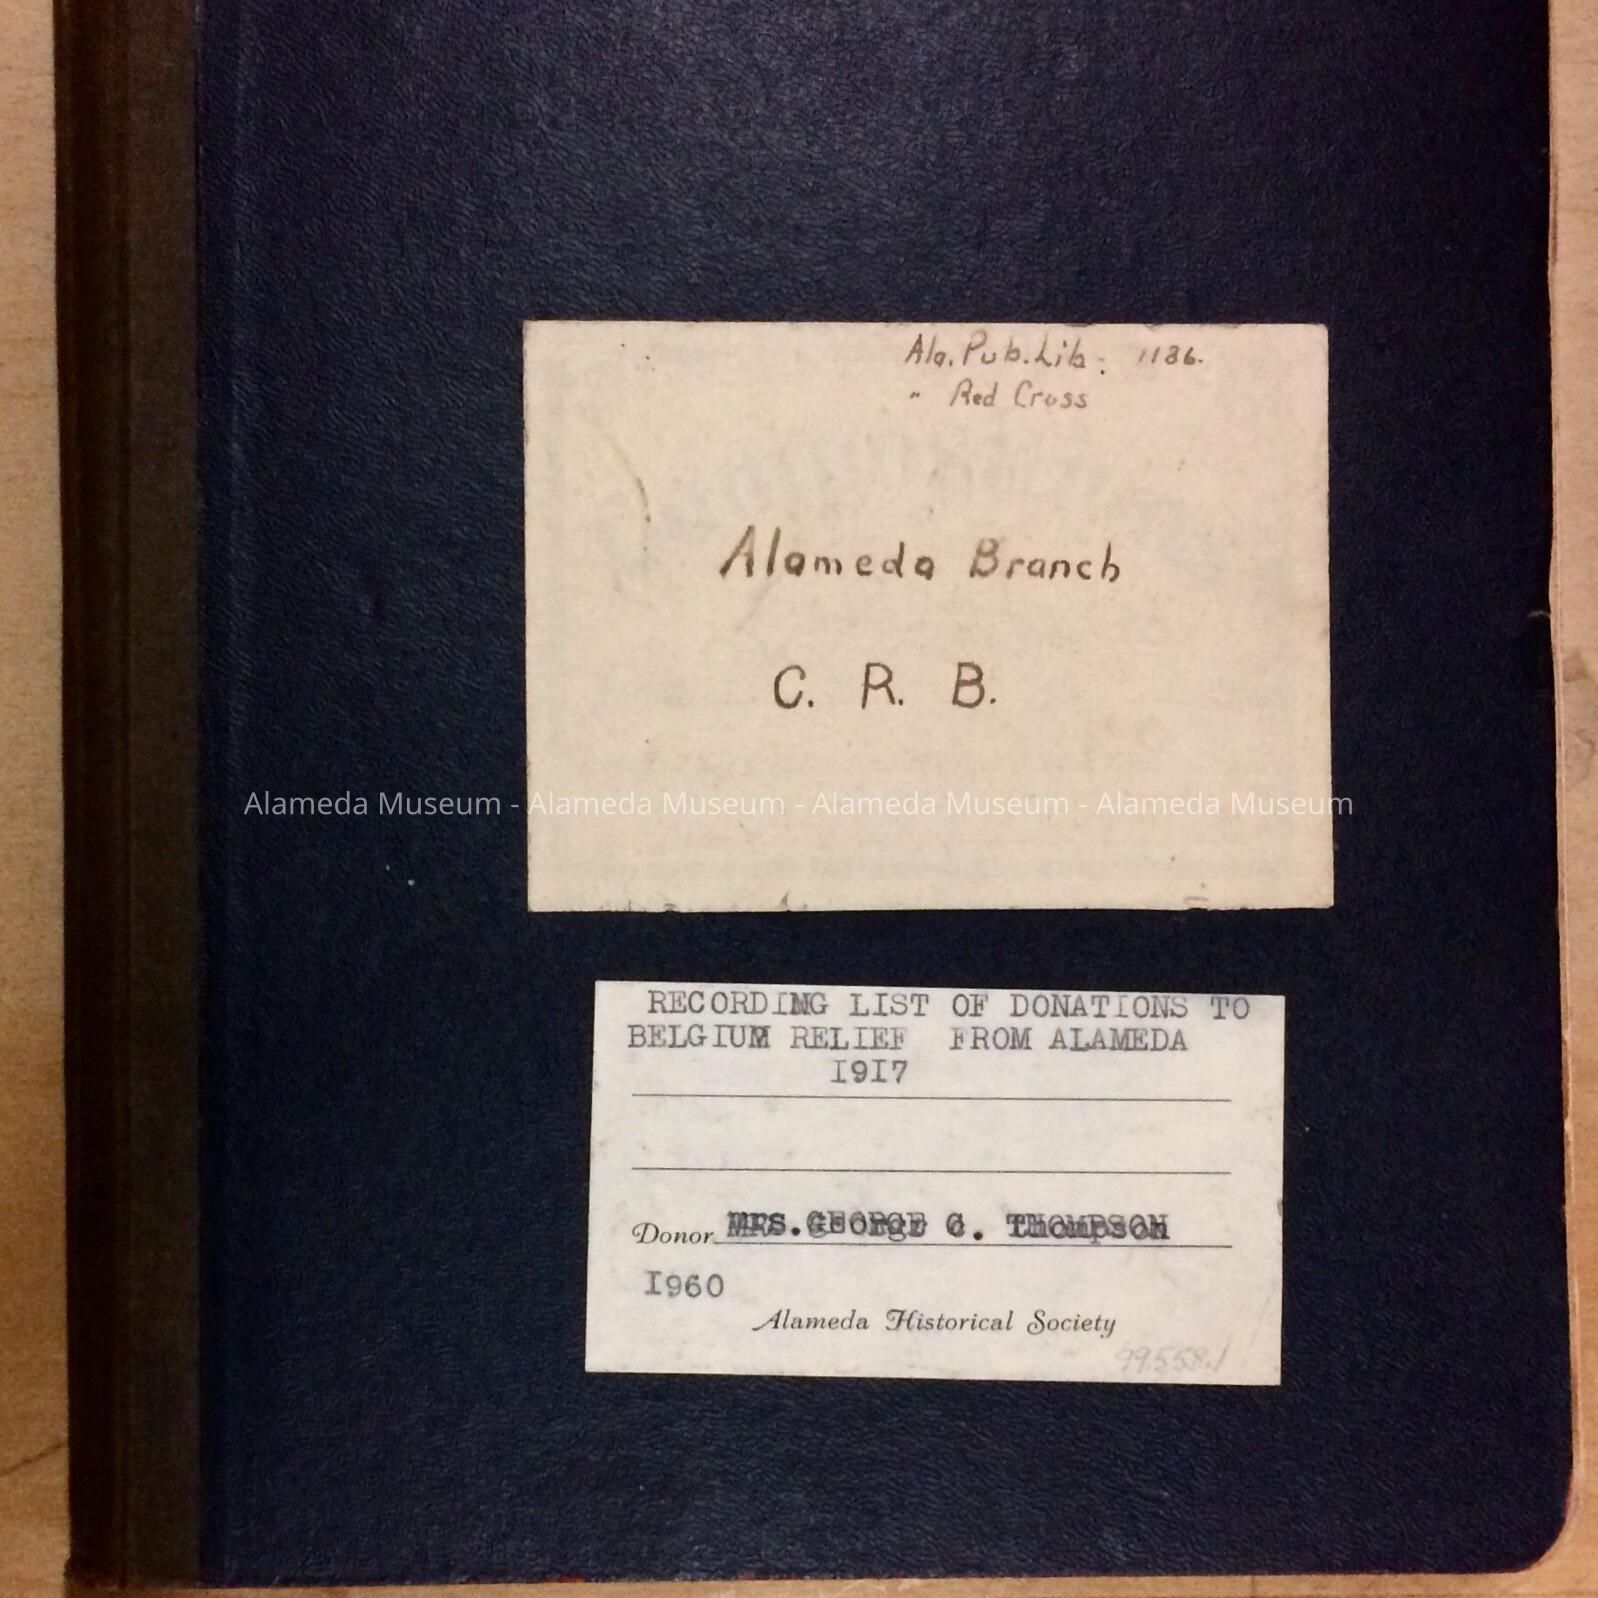 Ala. Pub. Lib: 1186.
" Red Cross
Alameda Branch
C. R. B.
Alameda Museum - Alameda Museum - Alameda Museum - Alameda Museum
RECORDING LIST OF DONATIONS TO
BELGIUM RELIEF FROM ALAMEDA
1917
Donor MRS. GEORGE C. THOMPSON
1960
Alameda Historical Society
99.558.1